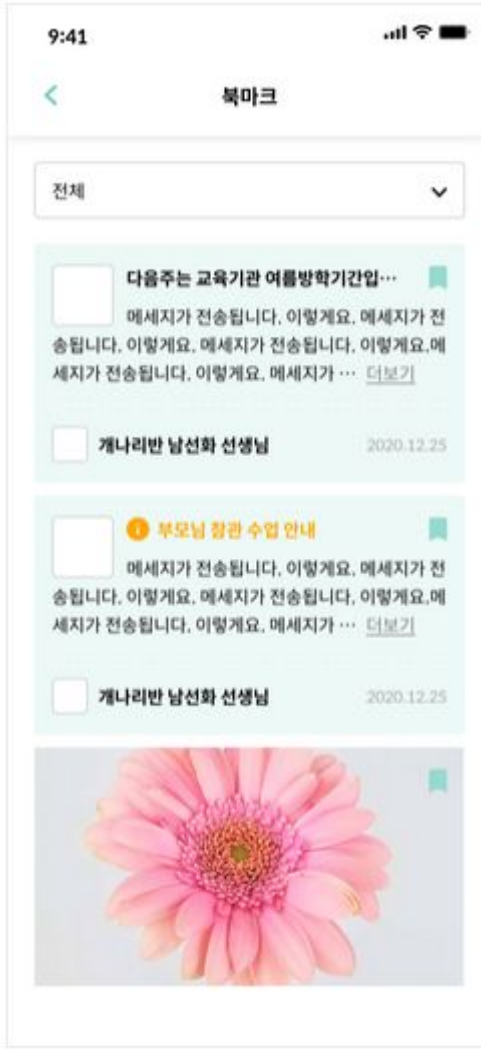 9:41
북마크
전체
다음주는 교육기관 여름방학기간입…
메세지가 전송됩니다. 이렇게요. 메세지가 전
송됩니다. 이렇게요. 메세지가 전송됩니다. 이렇게요.메
세지가 전송됩니다. 이렇게요. 메세지가 … 더보기
개나리반 남선화 선생님 2020.12.25
부모님 참관 수업 안내
메세지가 전송됩니다. 이렇게요. 메세지가 전
송됩니다. 이렇게요. 메세지가 전송됩니다. 이렇게요.메
세지가 전송됩니다. 이렇게요. 메세지가 … 더보기
개나리반 남선화 선생님 2020.12.25